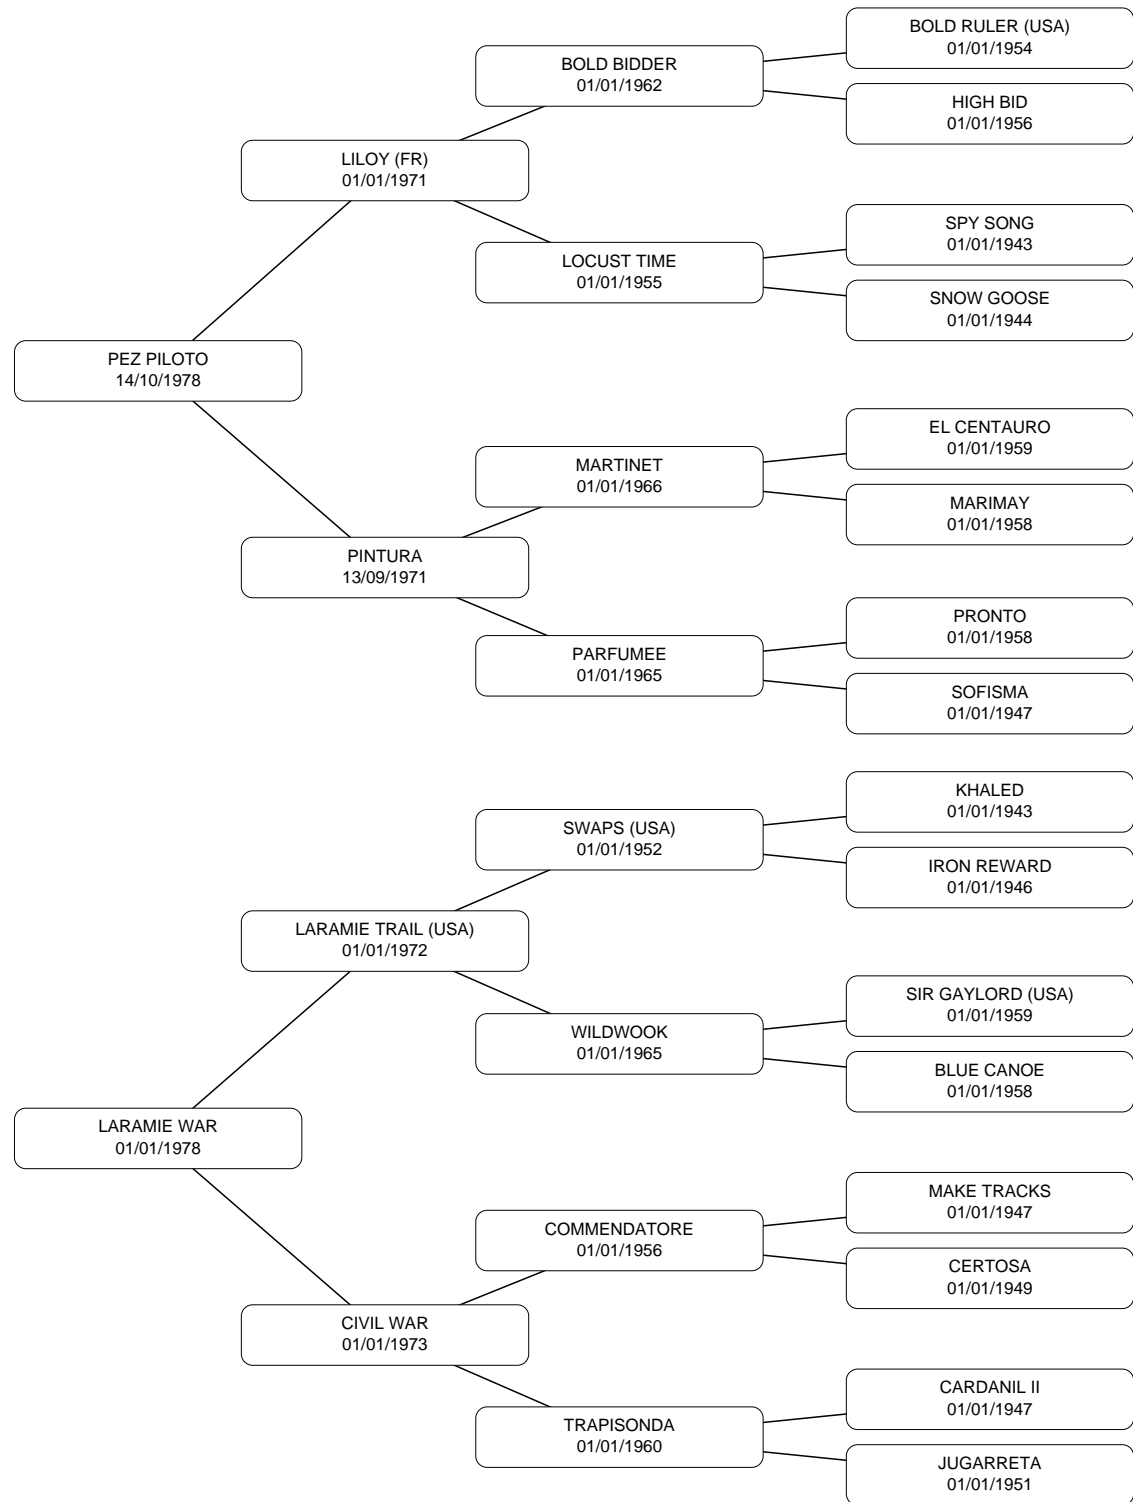 BOLD RULER (USA)
01/01/1954
BOLD BIDDER
01/01/1962
HIGH BID
01/01/1956
LILOY (FR)
01/01/1971
SPY SONG
01/01/1943
LOCUST TIME
01/01/1955
SNOW GOOSE
01/01/1944
PEZ PILOTO
14/10/1978
EL CENTAURO
01/01/1959
MARTINET
01/01/1966
MARIMAY
01/01/1958
PINTURA
13/09/1971
PRONTO
01/01/1958
PARFUMEE
01/01/1965
SOFISMA
01/01/1947
KHALED
01/01/1943
SWAPS (USA)
01/01/1952
IRON REWARD
01/01/1946
LARAMIE TRAIL (USA)
01/01/1972
SIR GAYLORD (USA)
01/01/1959
WILDWOOK
01/01/1965
BLUE CANOE
01/01/1958
LARAMIE WAR
01/01/1978
MAKE TRACKS
01/01/1947
COMMENDATORE
01/01/1956
CERTOSA
01/01/1949
CIVIL WAR
01/01/1973
CARDANIL II
01/01/1947
TRAPISONDA
01/01/1960
JUGARRETA
01/01/1951